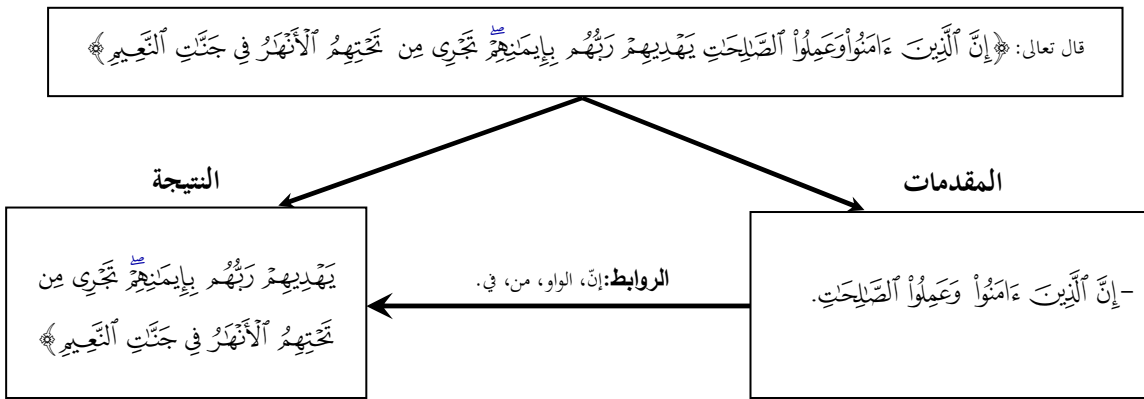 قال تعالى: ﴿إِنَّ ٱلَّذِينَ ءَامَنُواْوَعَمِلُواْ ٱلصَّٰلِحَٰتِ يَهۡدِيهِمۡ رَبُّهُم بِإِيمَٰنِهِمۡۖ تَجۡرِى مِن تَحۡتِهِمُ ٱلۡأَنۡهَٰرُ فِي جَنَّٰتِ ٱلنَّعِيمِ﴾
المقدمات
النتيجة
–إِنَّ ٱلَّذِينَ ءَامَنُواْ وَعَمِلُواْ ٱلصَّٰلِحَٰتِ.
الروابط:إنّ، الواو، من، في.
يَهۡدِيهِمۡ رَبُّهُم بِإِيمَٰنِهِمۡۖ تَجۡرِى مِن
تَحۡتِهِمُ ٱلۡأَنۡهَٰرُ فِي جَنَّٰتِ ٱلنَّعِيمِ﴾